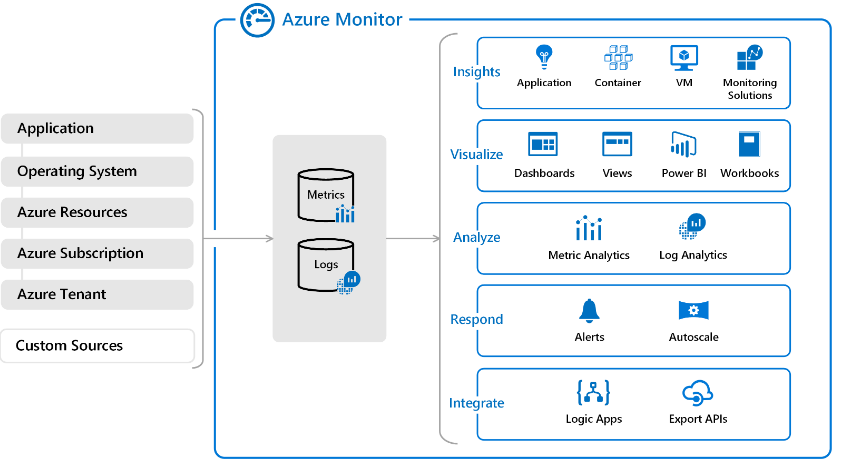 Azure Monitor
Application
Operating System
Azure Resources
Azure Subscription
Azure Tenant
Custom Sources
Metrics
Logs
Insights
Application
Container
VM
Monitoring
Solutions
Visualize
Dashboards
Views
Power BI
Workbooks
Analyze
Metric Analytics
Log Analytics
Respond
Alerts
Autoscale
Integrate
Logic Apps
Export APIs